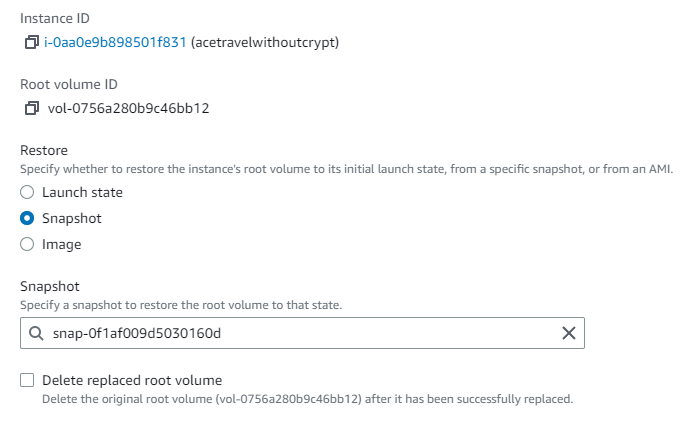 Instance ID
i-0aa0e9b898501f831 (acetravelwithoutcrypt)
Root volume ID
vol-0756a280b9c46bb12
Restore
Specify whether to restore the instance's root volume to its initial launch state, from a specific snapshot, or from an AMI.
Launch state
Snapshot
Image
Snapshot
Specify a snapshot to restore the root volume to that state.
snap-0f1af009d5030160d
Delete replaced root volume
Delete the original root volume (vol-0756a280b9c46bb12) after it has been successfully replaced.